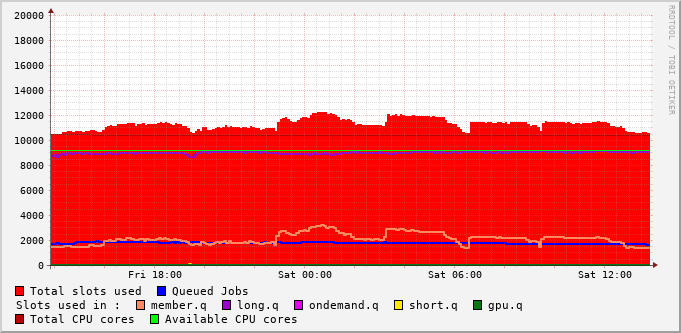 RRDTOOL / TOBI OETIKER
20000
18000
16000
14000
12000
10000
8000
6000
4000
2000
0
Fri 18:00 Sat 00:00 Sat 06:00 Sat 12:00
Total slots used Queued Jobs
Slots used in : member.q long.q ondemand.q short.q gpu.q
Total CPU cores Available CPU cores